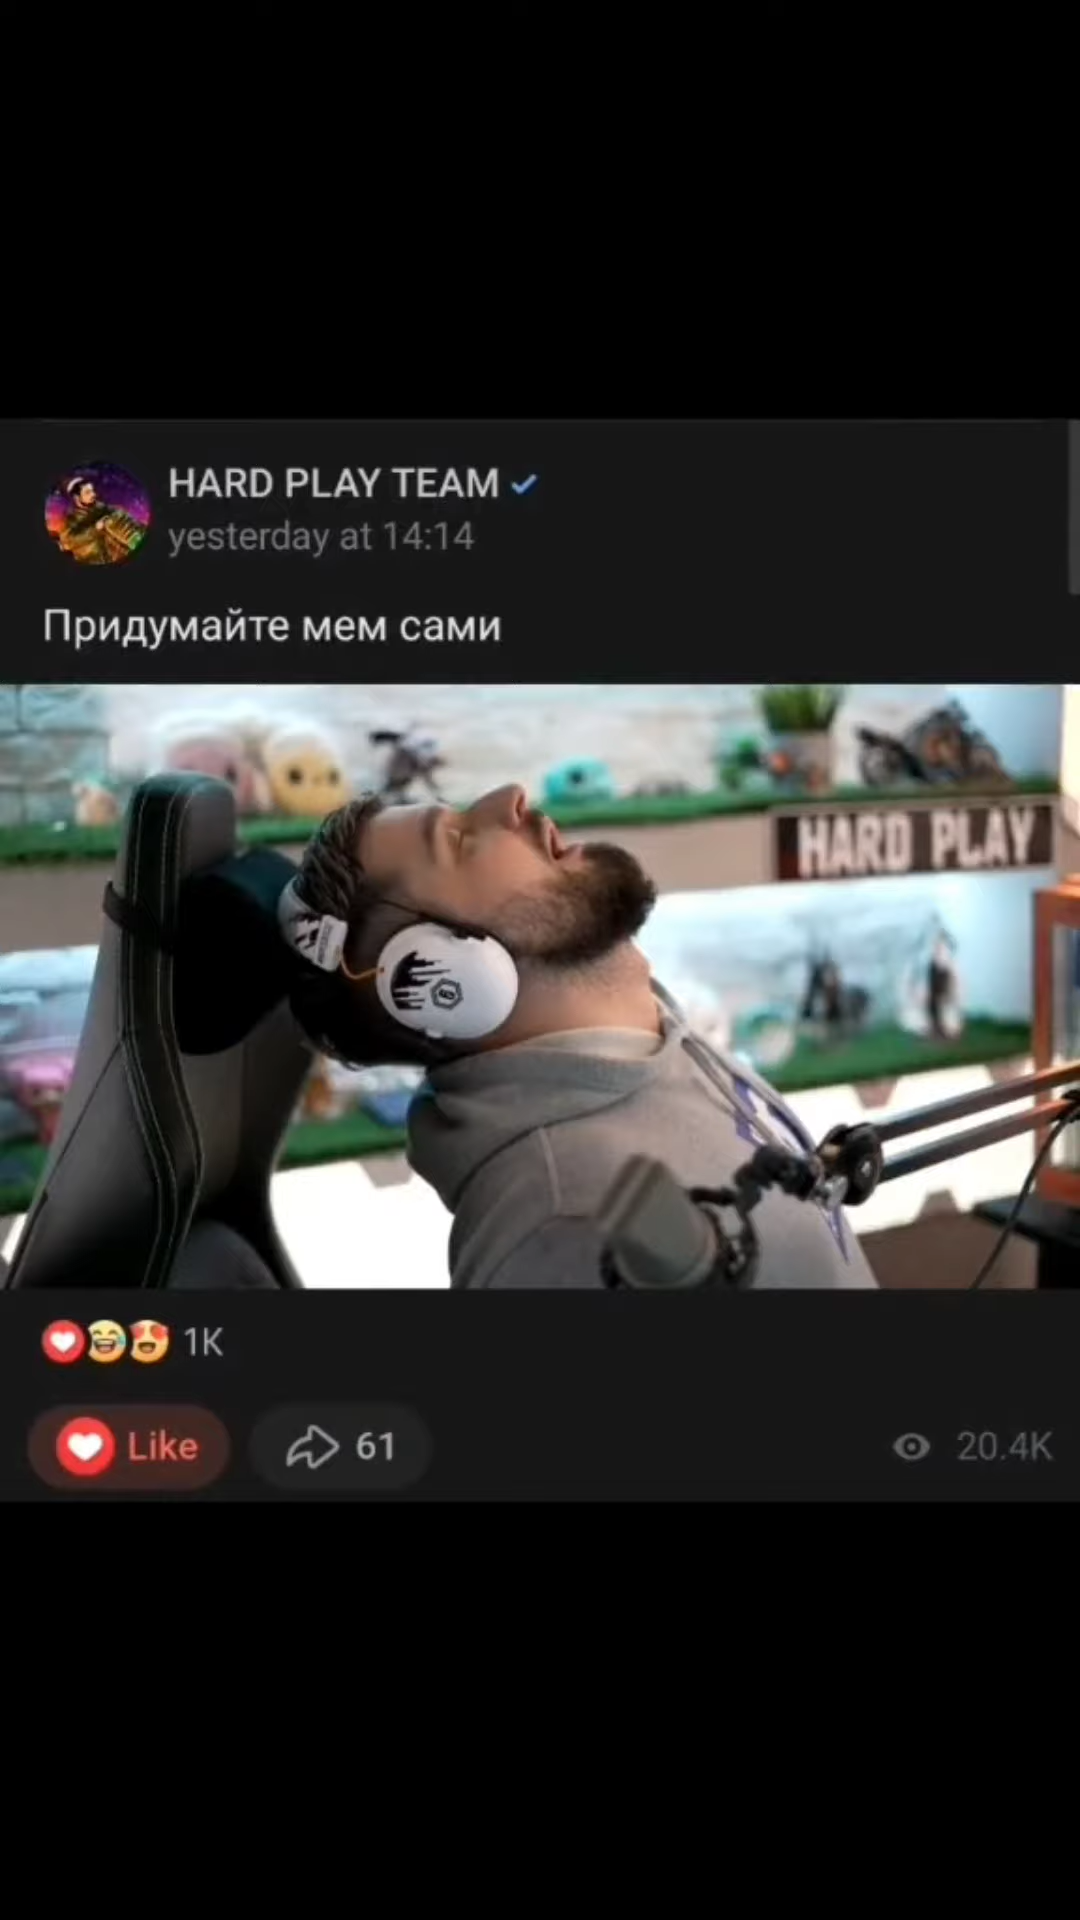 HARD PLAY TEAM
yesterday at 14:14
Придумайте мем сами
HARD PLAY
1K
Like
61
20.4K